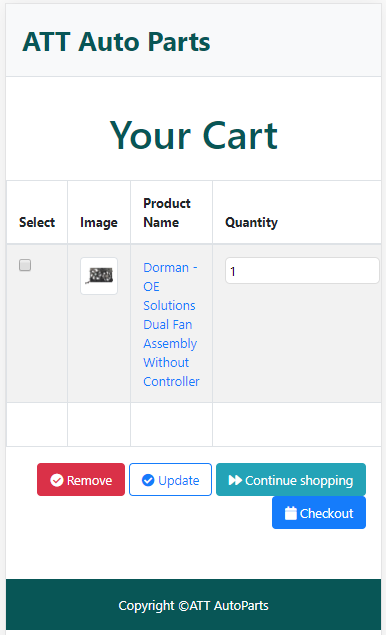 ATT Auto Parts
Your Cart
Select Image Product Name Quantity
Dorman -
OE
Solutions
Dual Fan
Assembly
Without
Controller
1
Remove Update Continue shopping
Checkout
Copyright ©ATT AutoParts